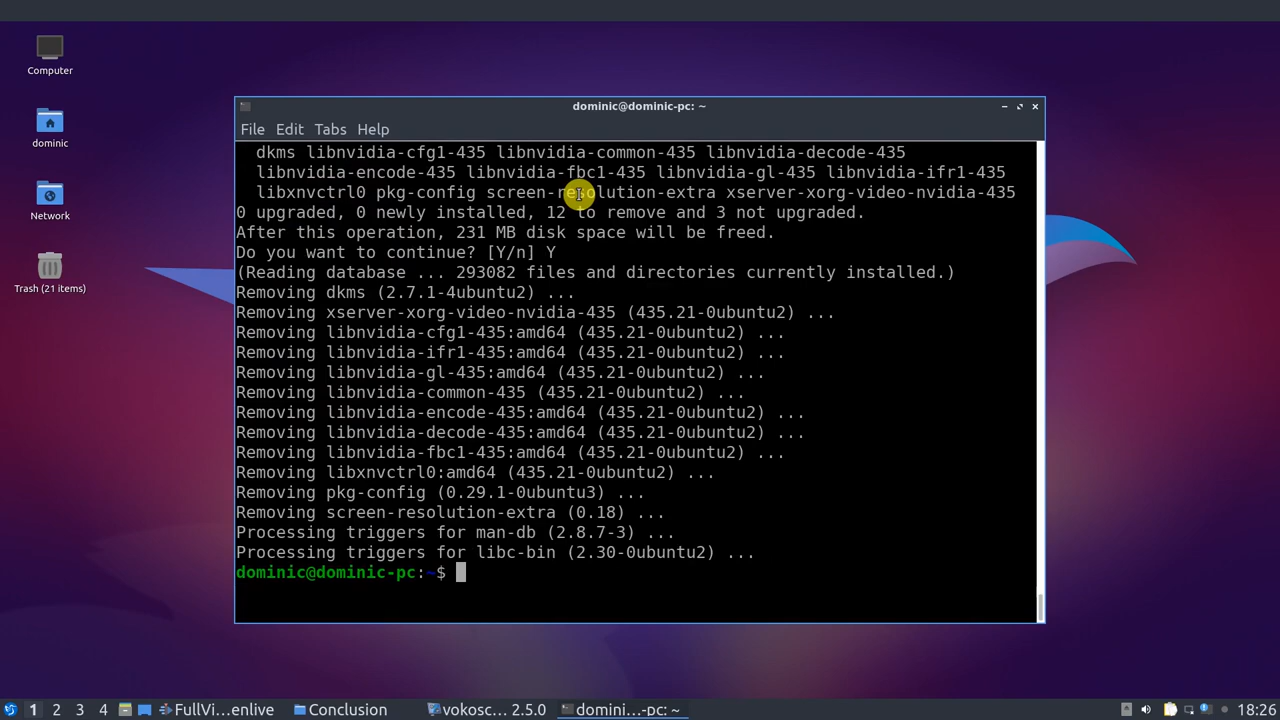 Computer
dominic
Network
Trash (21 items)
dominic@dominic-pc: ~
File Edit Tabs Help
dkms libnvidia-cfg1-435 libnvidia-common-435 libnvidia-decode-435
libnvidia-encode-435 libnvidia-fbc1-435 libnvidia-gl-435 libnvidia-ifr1-435
libxnvctrl0 pkg-config screen-resolution-extra xserver-xorg-video-nvidia-435
0 upgraded, 0 newly installed, 12 to remove and 3 not upgraded.
After this operation, 231 MB disk space will be freed.
Do you want to continue? [Y/n] Y
(Reading database ... 293082 files and directories currently installed.)
Removing dkms (2.7.1-4ubuntu2) ...
Removing xserver-xorg-video-nvidia-435 (435.21-0ubuntu2) ...
Removing libnvidia-cfg1-435:amd64 (435.21-0ubuntu2) ...
Removing libnvidia-ifr1-435:amd64 (435.21-0ubuntu2) ...
Removing libnvidia-gl-435:amd64 (435.21-0ubuntu2) ...
Removing libnvidia-common-435 (435.21-0ubuntu2) ...
Removing libnvidia-encode-435:amd64 (435.21-0ubuntu2) ...
Removing libnvidia-decode-435:amd64 (435.21-0ubuntu2) ...
Removing libnvidia-fbc1-435:amd64 (435.21-0ubuntu2) ...
Removing libxnvctrl0:amd64 (435.21-0ubuntu2) ...
Removing pkg-config (0.29.1-0ubuntu3) ...
Removing screen-resolution-extra (0.18) ...
Processing triggers for man-db (2.8.7-3) ...
Processing triggers for libc-bin (2.30-0ubuntu2) ...
dominic@dominic-pc:~$
1 2 3 4 FullVi...enlive Conclusion vokosc... 2.5.0 domini...-pc: ~ 18:26